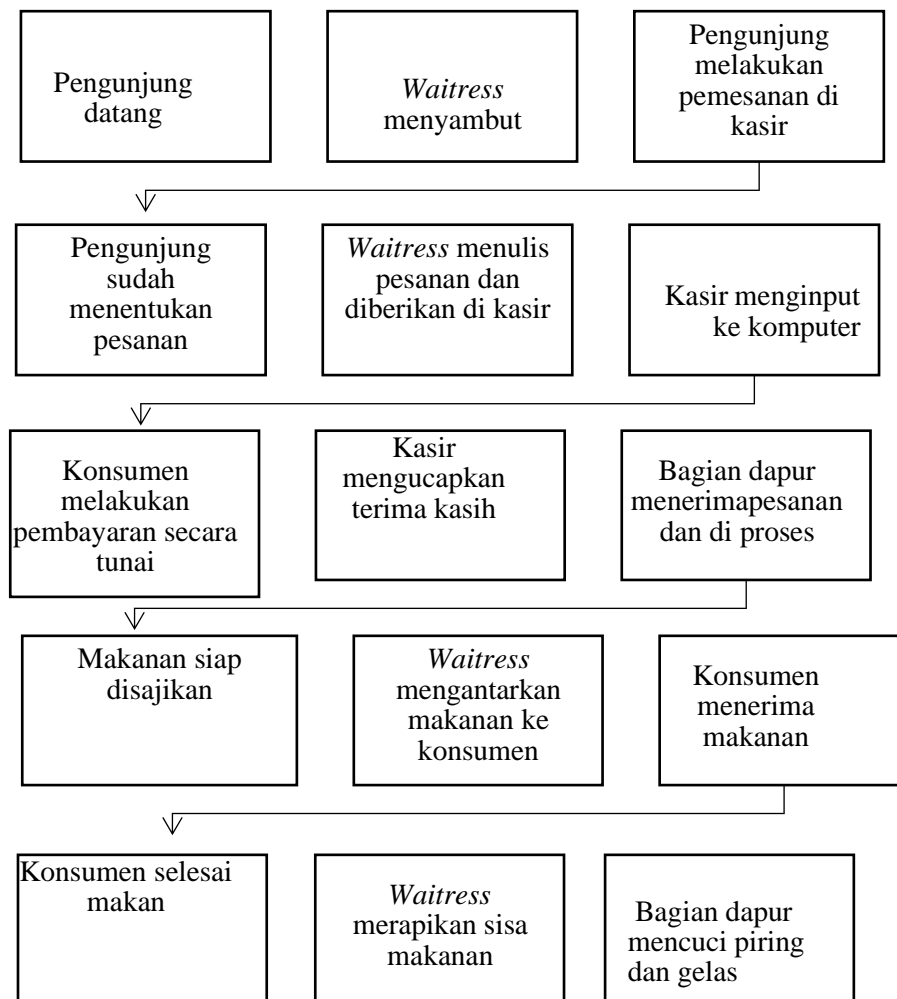 Pengunjung
datang
Waitress
menyambut
Pengunjung
melakukan
pemesanan di
kasir
Pengunjung
sudah
menentukan
pesanan
Waitress menulis
pesanan dan
diberikan di kasir
Kasir menginput
ke komputer
Konsumen
melakukan
pembayaran secara
tunai
Kasir
mengucapkan
terima kasih
Bagian dapur
menerimapesanan
dan di proses
Makanan siap
disajikan
Waitress
mengantarkan
makanan ke
konsumen
Konsumen
menerima
makanan
Konsumen selesai
makan
Waitress
merapikan sisa
makanan
Bagian dapur
mencuci piring
dan gelas